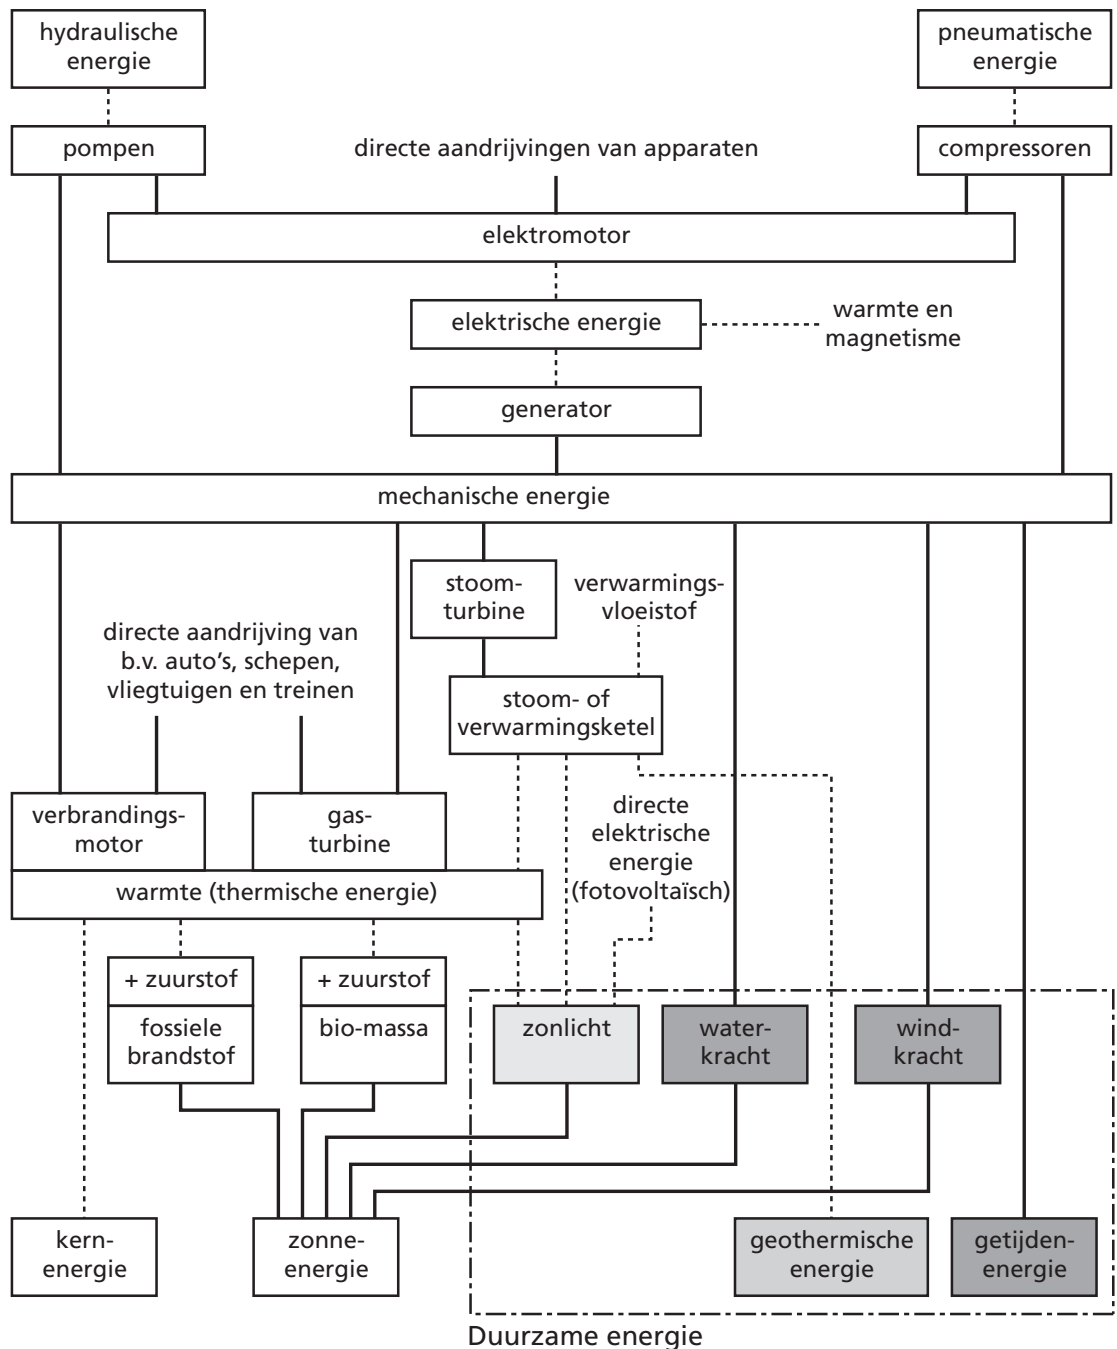 hydraulische
energie
pneumatische
energie
pompen
directe aandrijvingen van apparaten
compressoren
elektromotor
elektrische energie
warmte en
magnetisme
generator
mechanische energie
stoom-
turbine
verwarmings-
vloeistof
directe aandrijving van
b.v. auto's, schepen,
vliegtuigen en treinen
stoom- of
verwarmingsketel
verbrandings-
motor
gas-
turbine
directe
elektrische
energie
(fotovoltaïsch)
warmte (thermische energie)
+ zuurstof
fossiele
brandstof
+ zuurstof
bio-massa
zonlicht
water-
kracht
wind-
kracht
kern-
energie
zonne-
energie
geothermische
energie
getijden-
energie
Duurzame energie